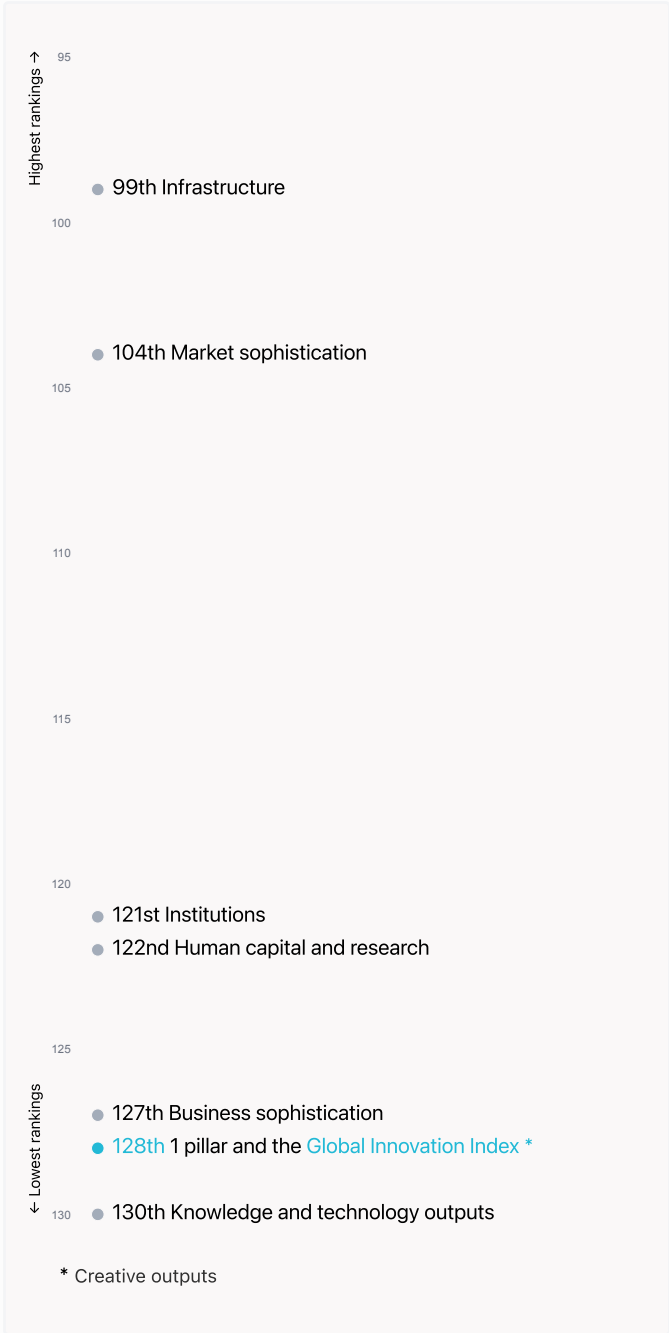 Highest rankings →
95
99th Infrastructure
100
104th Market sophistication
105
110
115
120
121st Institutions
122nd Human capital and research
125
← Lowest rankings
127th Business sophistication
128th 1 pillar and the Global Innovation Index *
130
130th Knowledge and technology outputs
* Creative outputs